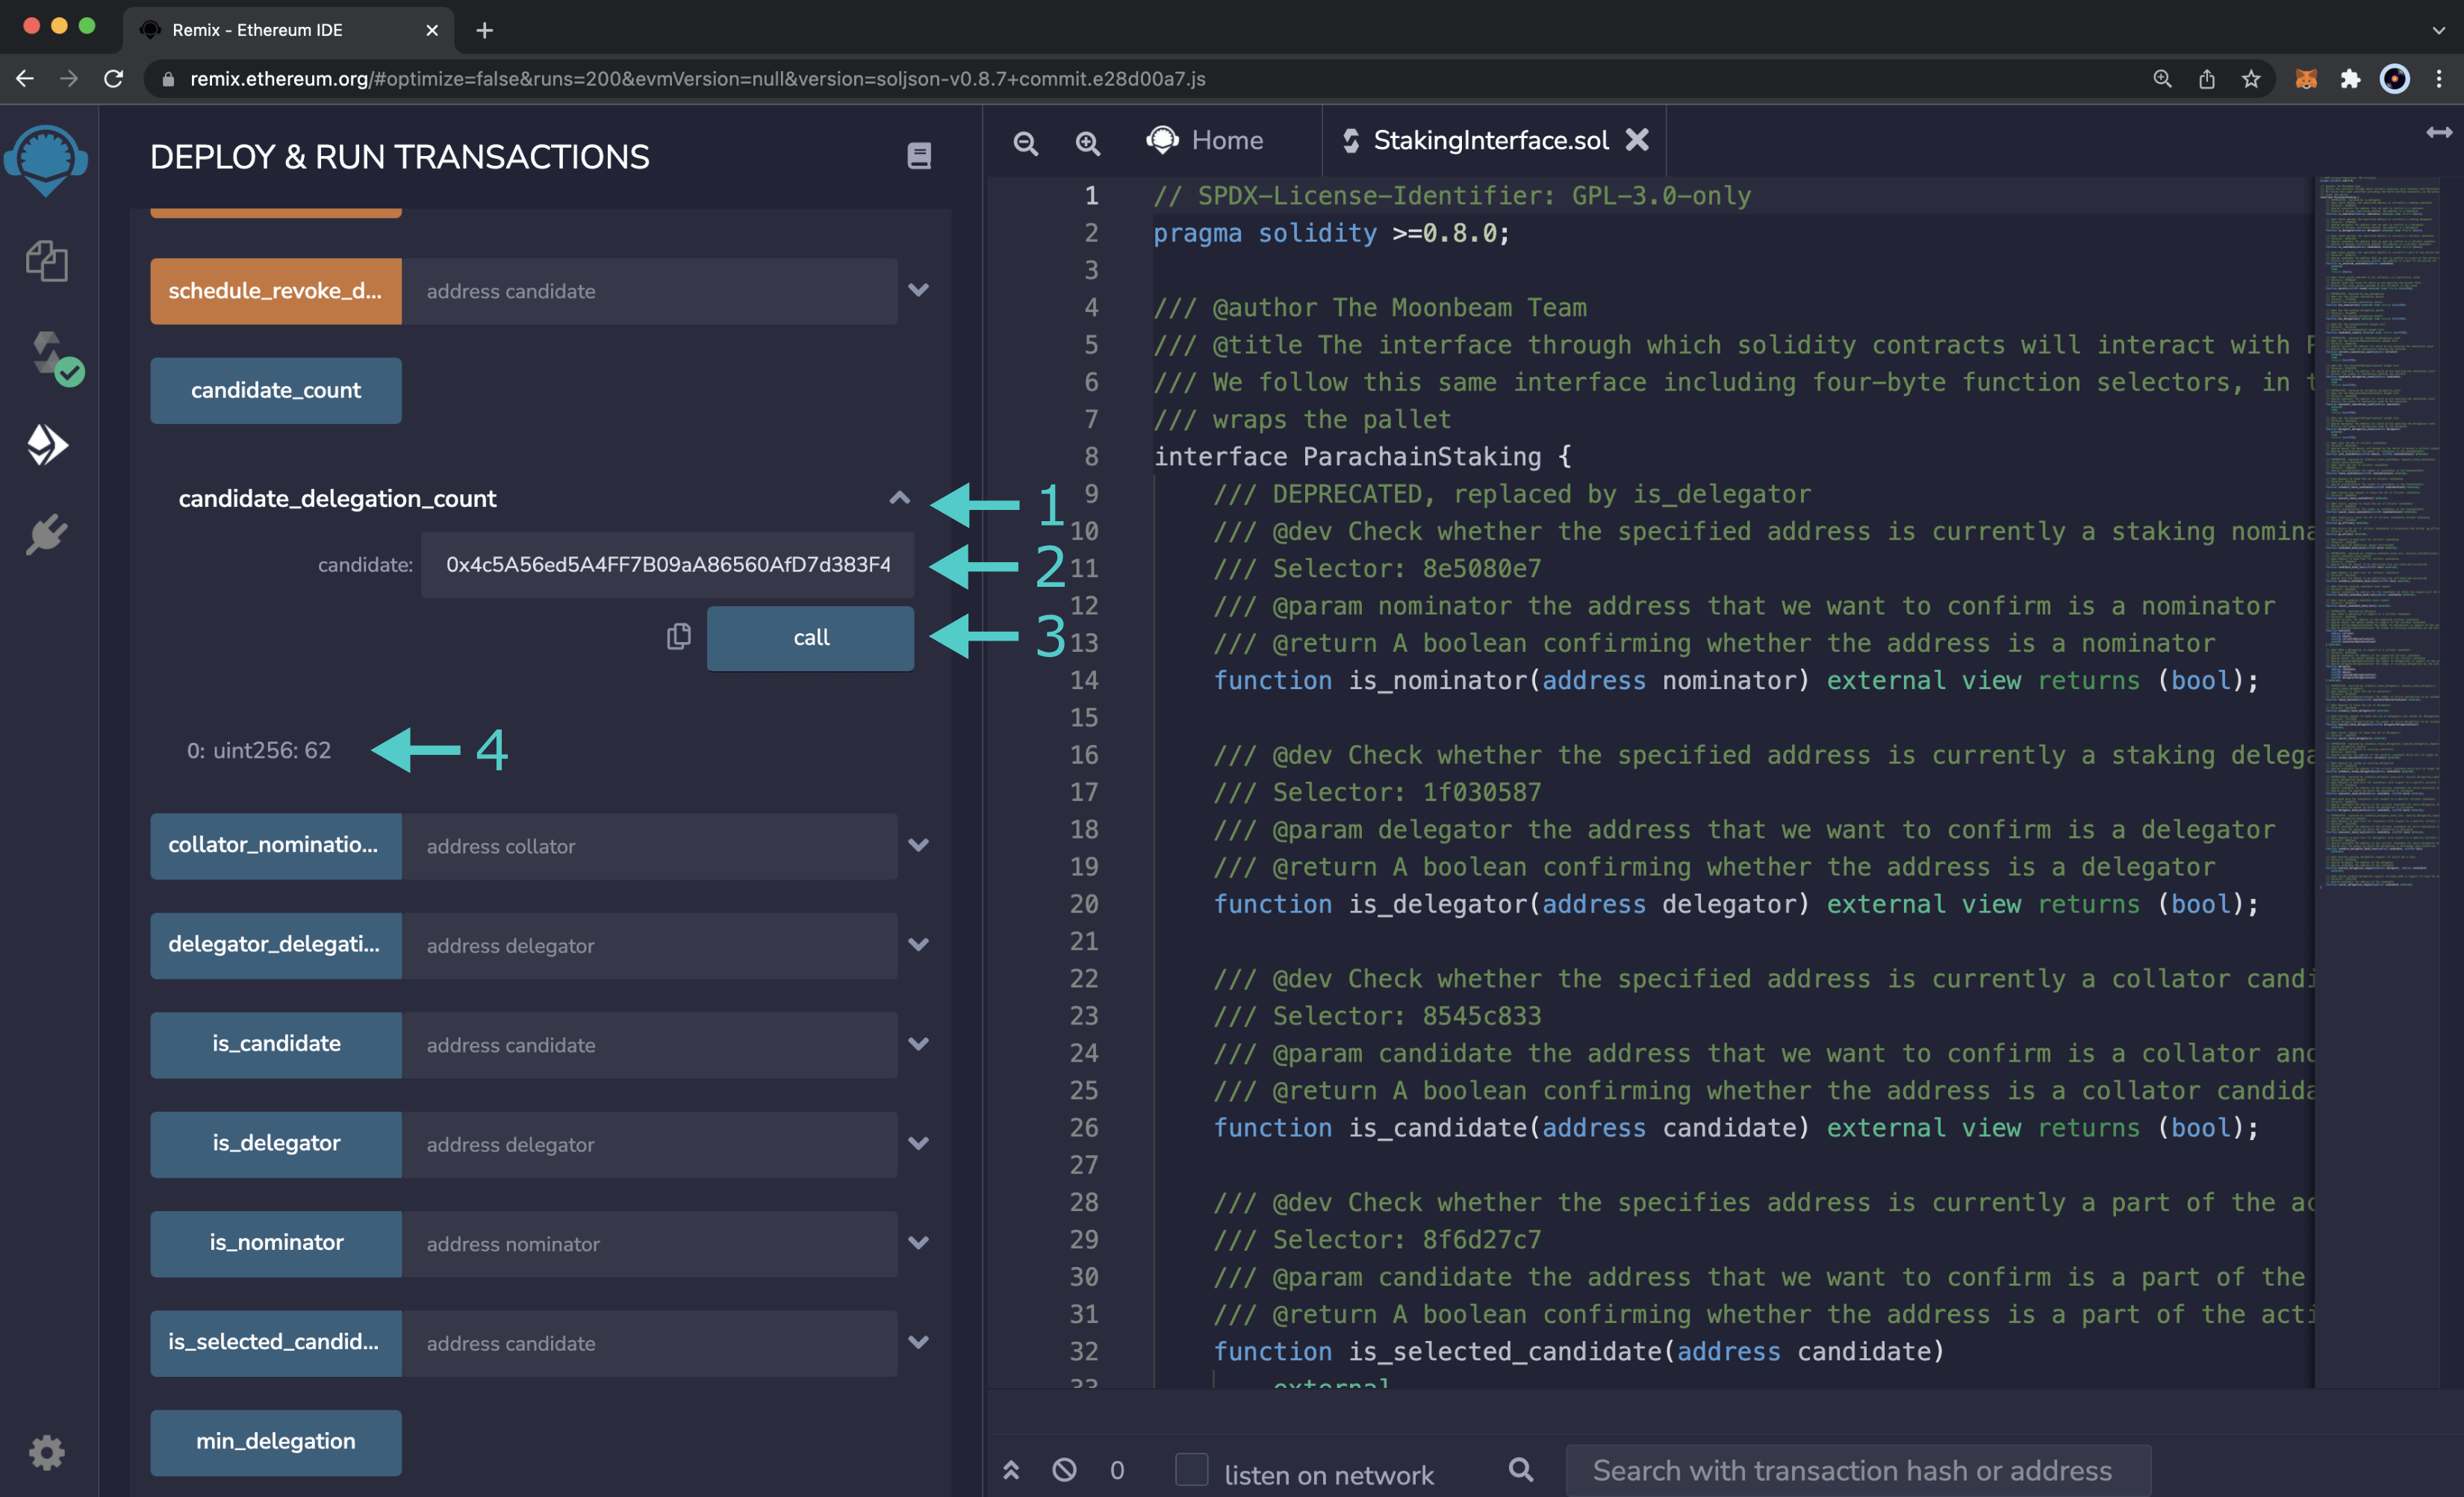 Remix - Ethereum IDE
remix.ethereum.org/#optimize=false&runs=200&evmVersion=null&version=soljson-v0.8.7+commit.e28d00a7.js
DEPLOY & RUN TRANSACTIONS
schedule_revoke_d... address candidate
candidate_count
candidate_delegation_count 1
candidate: 0x4c5A56ed5A4FF7B09aA86560AfD7d383F4 2
call 3
0: uint256: 62 4
collator_nominatio... address collator
delegator_delegati... address delegator
is_candidate address candidate
is_delegator address delegator
is_nominator address nominator
is_selected_candid... address candidate
min_delegation
Home StakingInterface.sol
1 // SPDX-License-Identifier: GPL-3.0-only
2 pragma solidity >=0.8.0;
3
4 /// @author The Moonbeam Team
5 /// @title The interface through which solidity contracts will interact with
6 /// We follow this same interface including four-byte function selectors, in
7 /// wraps the pallet
8 interface ParachainStaking {
9 /// DEPRECATED, replaced by is_delegator
10 /// @dev Check whether the specified address is currently a staking nomina
11 /// Selector: 8e5080e7
12 /// @param nominator the address that we want to confirm is a nominator
13 /// @return A boolean confirming whether the address is a nominator
14 function is_nominator(address nominator) external view returns (bool);
15
16 /// @dev Check whether the specified address is currently a staking delega
17 /// Selector: 1f030587
18 /// @param delegator the address that we want to confirm is a delegator
19 /// @return A boolean confirming whether the address is a delegator
20 function is_delegator(address delegator) external view returns (bool);
21
22 /// @dev Check whether the specified address is currently a collator candi
23 /// Selector: 8545c833
24 /// @param candidate the address that we want to confirm is a collator and
25 /// @return A boolean confirming whether the address is a collator candida
26 function is_candidate(address candidate) external view returns (bool);
27
28 /// @dev Check whether the specifies address is currently a part of the ac
29 /// Selector: 8f6d27c7
30 /// @param candidate the address that we want to confirm is a part of the
31 /// @return A boolean confirming whether the address is a part of the acti
32 function is_selected_candidate(address candidate)
33 external
0 listen on network Search with transaction hash or address